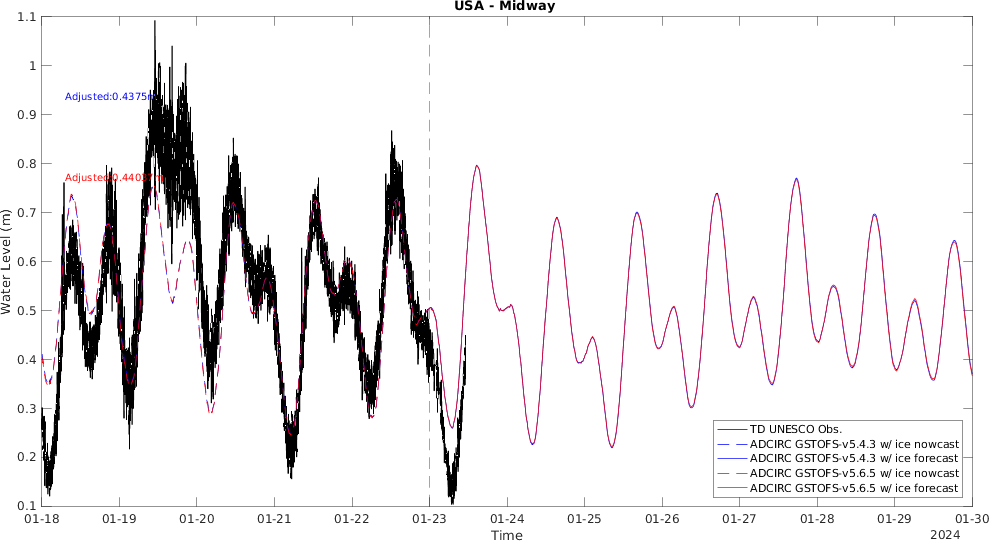 USA - Midway
1.1
1
0.9
0.8
0.7
0.6
0.5
0.4
0.3
0.2
0.1
Water Level (m)
Adjusted:0.4375m
TD UNESCO Obs.
ADCIRC GSTOFS-v5.4.3 w/ ice nowcast
ADCIRC GSTOFS-v5.4.3 w/ ice forecast
ADCIRC GSTOFS-v5.6.5 w/ ice nowcast
ADCIRC GSTOFS-v5.6.5 w/ ice forecast
01-18 01-19 01-20 01-21 01-22 01-23 01-24 01-25 01-26 01-27 01-28 01-29 01-30
Time
2024